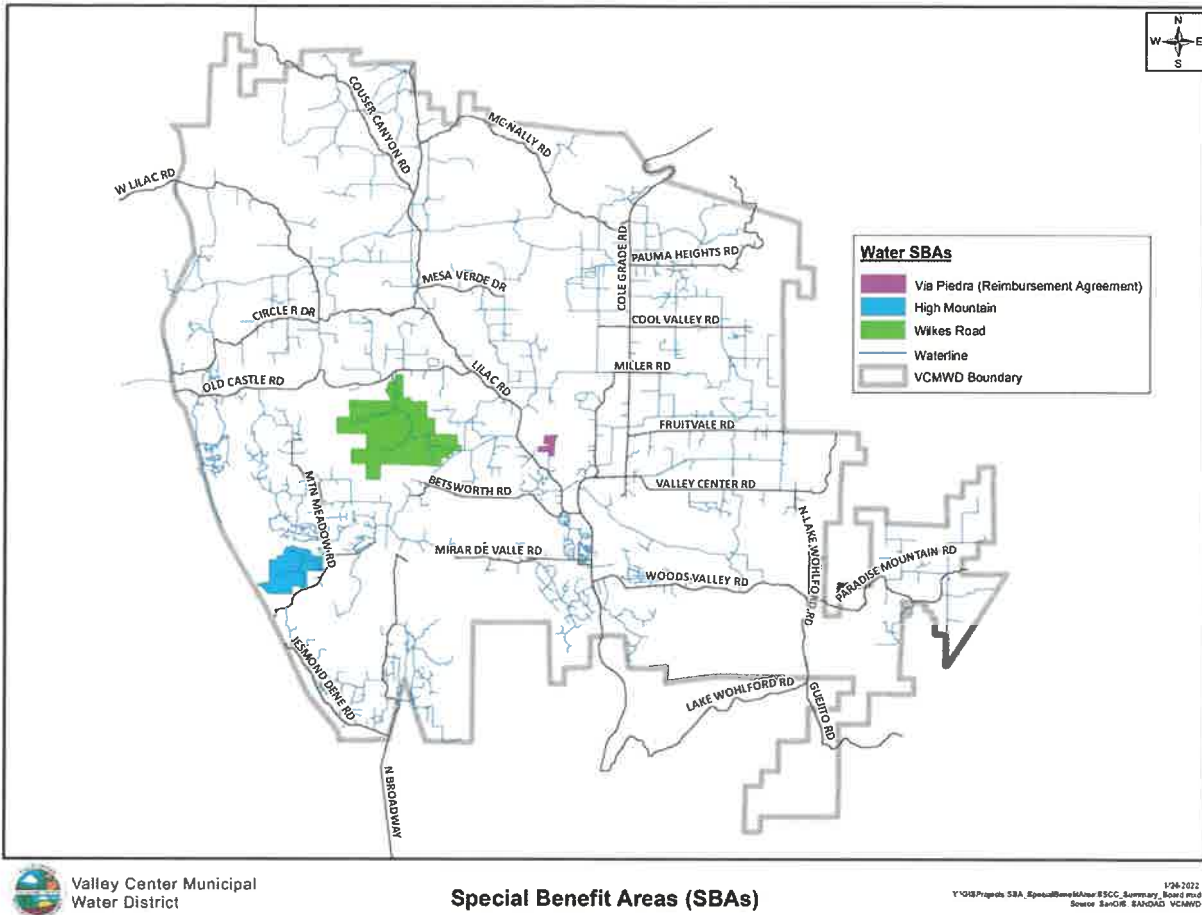 N
W E
S
COUSER CANYON RD
MC NALLY RD
W LILAC RD
COLE GRADE RD
PAUMA HEIGHTS RD
Water SBAs
Via Piedra (Reimbursement Agreement)
High Mountain
Wilkes Road
Waterline
VCMWD Boundary
MESA VERDE DR
CIRCLE R DR
COOL VALLEY RD
LILAC RD
MILLER RD
OLD CASTLE RD
FRUITVALE RD
MTN MEADOW RD
BETSWORTH RD
VALLEY CENTER RD
N LAKE WOHLFORD RD
MIRAR DE VALLE RD
PARADISE MOUNTAIN RD
WOODS VALLEY RD
JESMOND DENE RD
LAKE WOHLFORD RD
GUEJITO RD
N BROADWAY
Valley Center Municipal
Water District
Special Benefit Areas (SBAs)
Source SanGIS SANDAG VCMWD